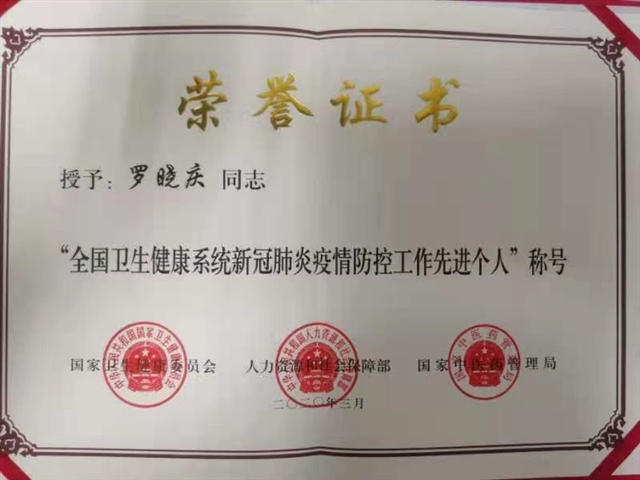 荣誉证书
授予：罗晓庆 同志
“全国卫生健康系统新冠肺炎疫情防控工作先进个人”称号
国家卫生健康委员会 人力资源和社会保障部 国家中医药管理局
二〇二〇年三月